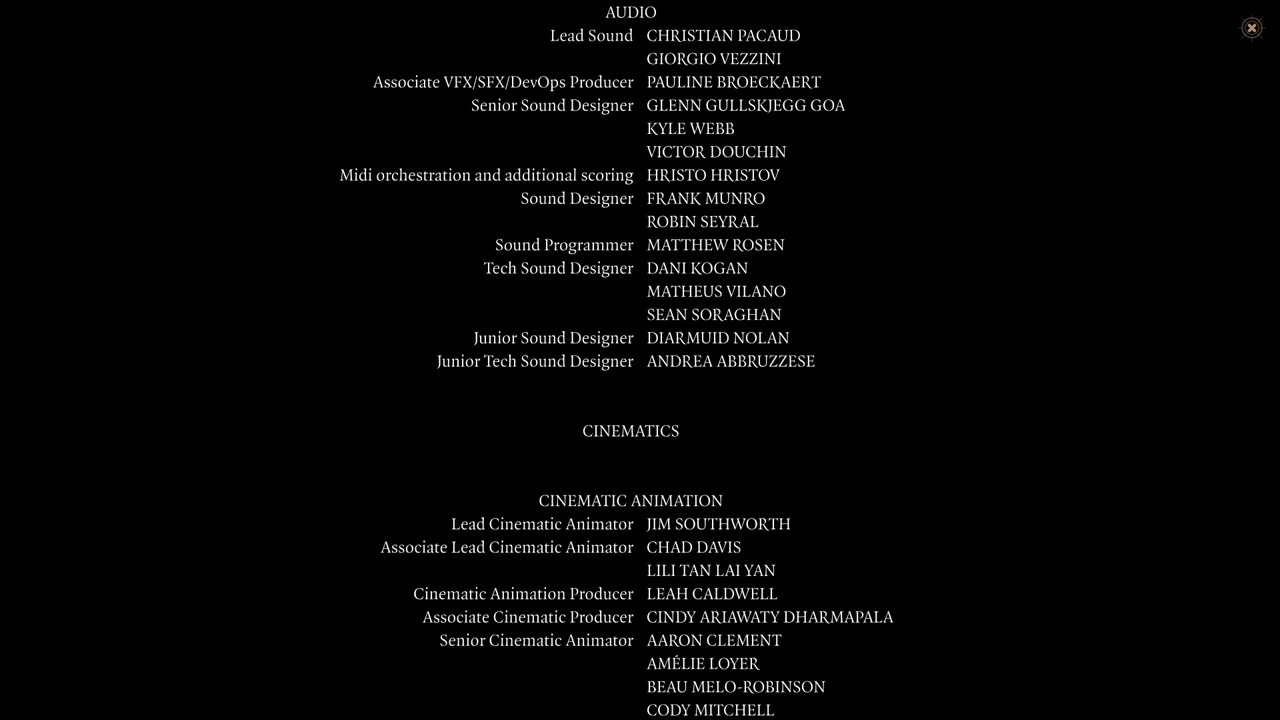 AUDIO
Lead Sound CHRISTIAN PACAUD
GIORGIO VEZZINI
Associate VFX/SFX/DevOps Producer PAULINE BROECKAERT
Senior Sound Designer GLENN GULLSKJEGG GOA
KYLE WEBB
VICTOR DOUCHIN
Midi orchestration and additional scoring HRISTO HRISTOV
Sound Designer FRANK MUNRO
ROBIN SEYRAL
Sound Programmer MATTHEW ROSEN
Tech Sound Designer DANI KOGAN
MATHEUS VILANO
SEAN SORAGHAN
Junior Sound Designer DIARMUID NOLAN
Junior Tech Sound Designer ANDREA ABBRUZZESE
CINEMATICS
CINEMATIC ANIMATION
Lead Cinematic Animator JIM SOUTHWORTH
Associate Lead Cinematic Animator CHAD DAVIS
LILI TAN LAI YAN
Cinematic Animation Producer LEAH CALDWELL
Associate Cinematic Producer CINDY ARIAWATY DHARMAPALA
Senior Cinematic Animator AARON CLEMENT
AMÉLIE LOYER
BEAU MELO-ROBINSON
CODY MITCHELL